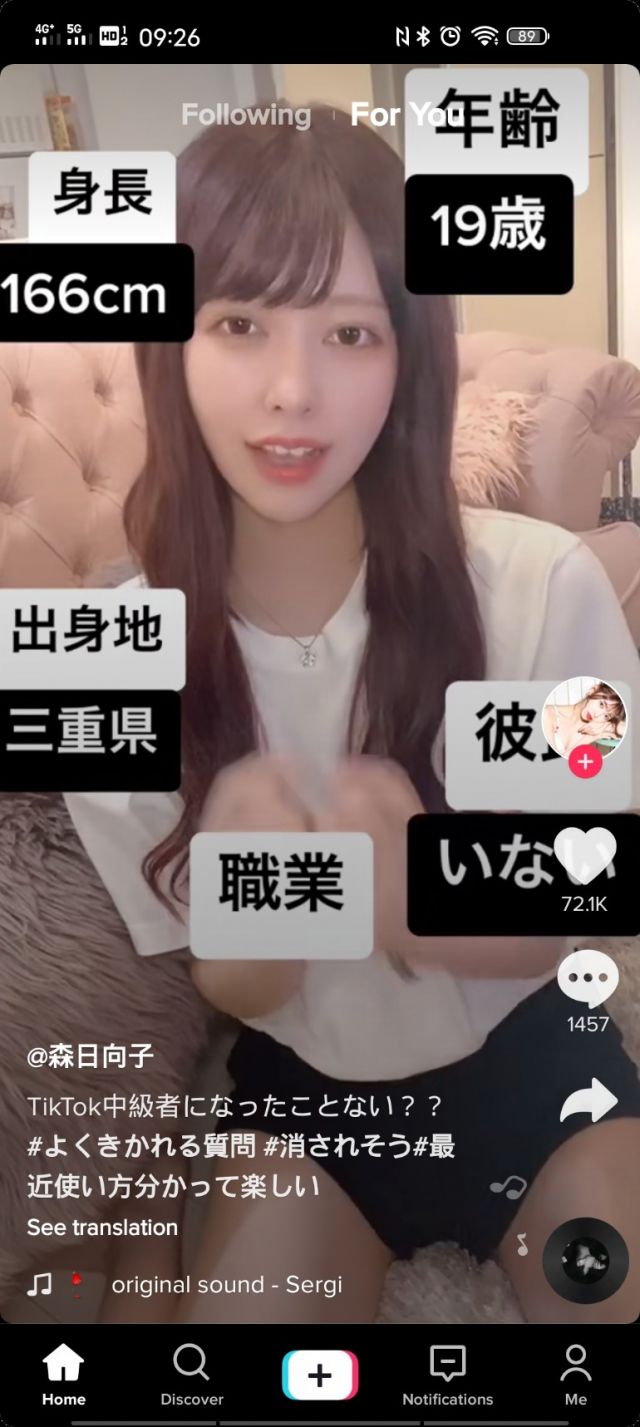 4G+ 5G HD 1 2 09:26 89
Following For You
年齢
身長
19歳
166cm
出身地
三重県
彼
いない
職業
72.1K
1457
@森日向子
TikTok中級者になったことない？？
#よくきかれる質問 #消されそう#最
近使い方分かって楽しい
See translation
original sound - Sergi
Home Discover Notifications Me